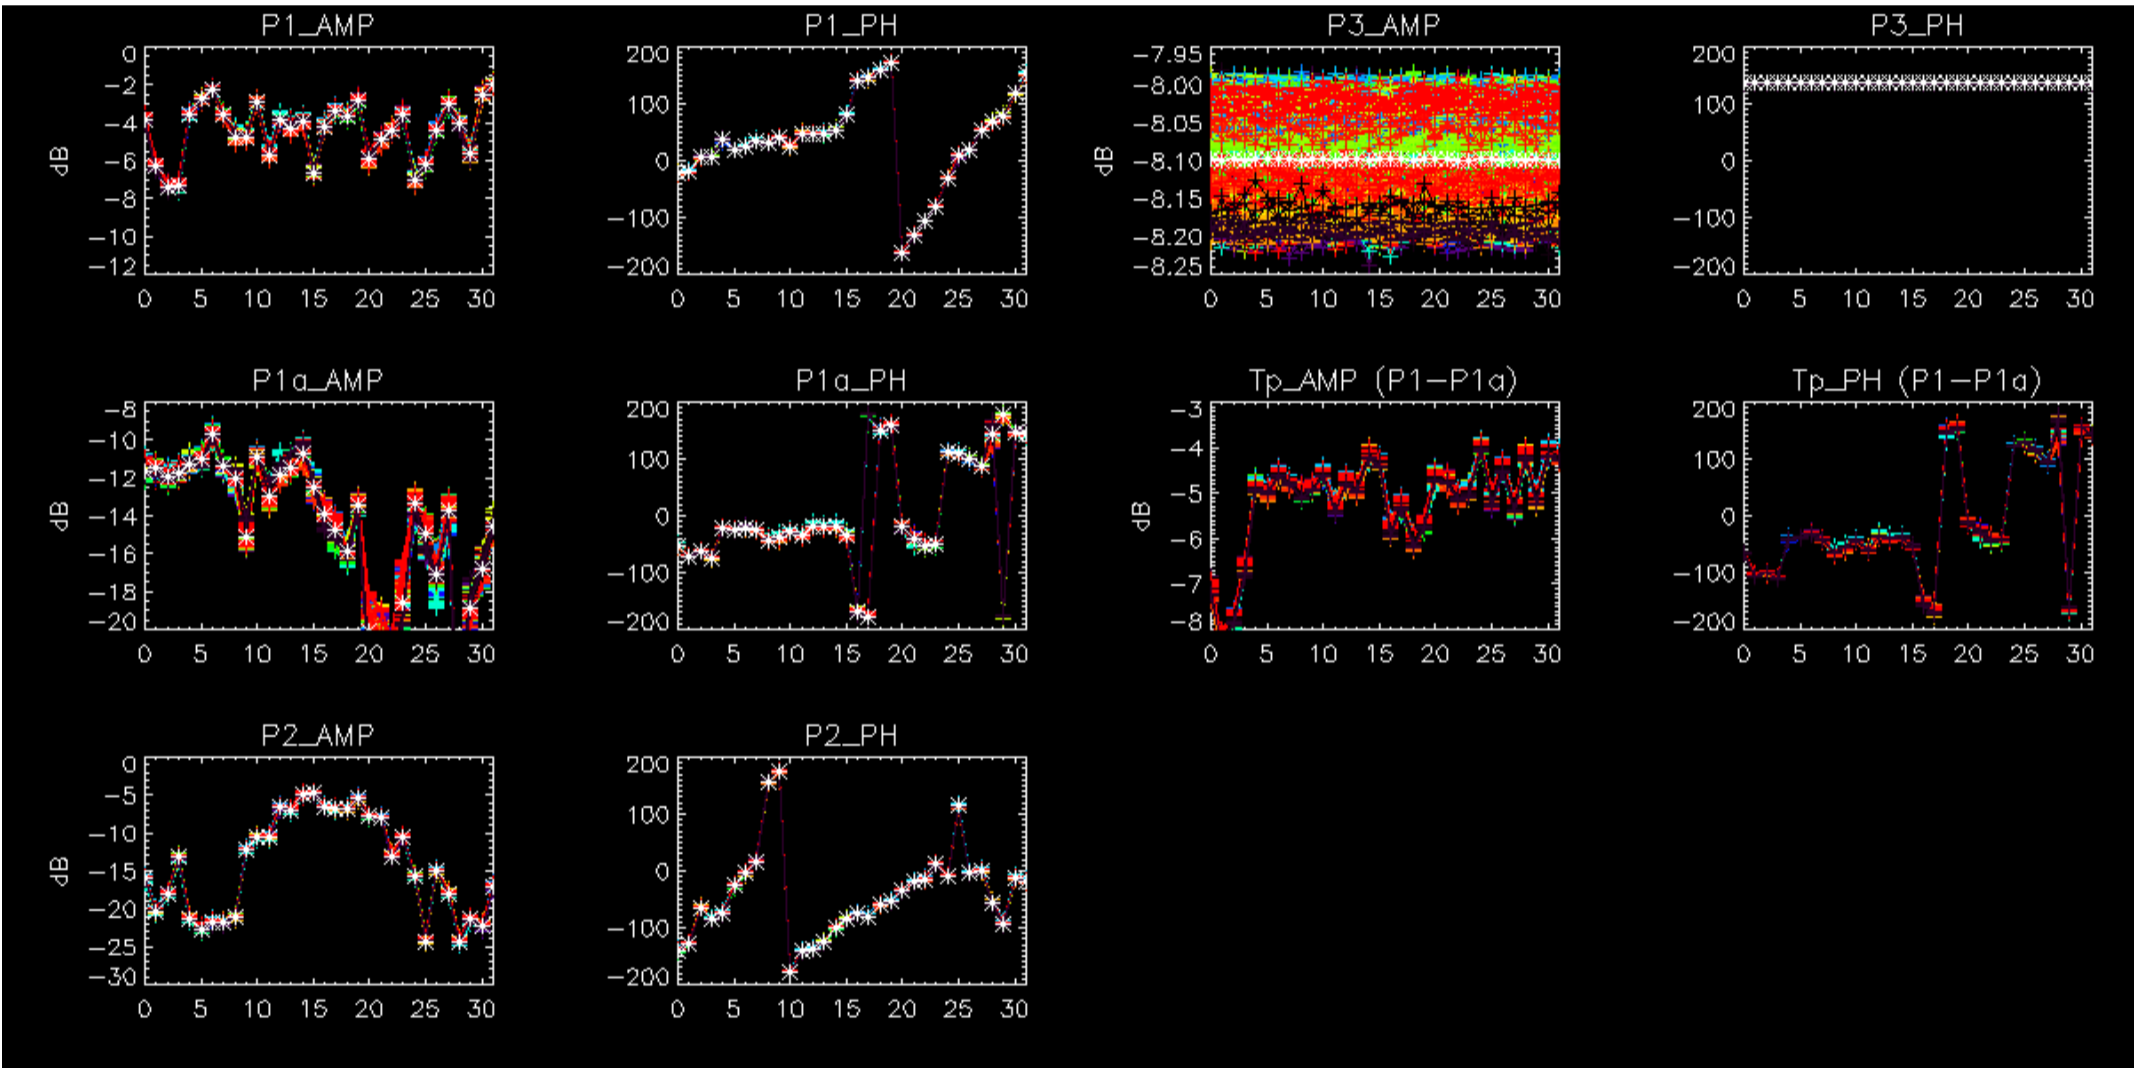 P1_AMP
P1_PH
P3_AMP
P3_PH
0
−2
−4
−6
−8
−10
−12
dB
0 5 10 15 20 25 30
200
100
0
−100
−200
0 5 10 15 20 25 30
−7.95
−8.00
−8.05
−8.10
−8.15
−8.20
−8.25
dB
0 5 10 15 20 25 30
200
100
0
−100
−200
0 5 10 15 20 25 30
P1a_AMP
P1a_PH
Tp_AMP (P1−P1a)
Tp_PH (P1−P1a)
−8
−10
−12
−14
−16
−18
−20
dB
0 5 10 15 20 25 30
200
100
0
−100
−200
0 5 10 15 20 25 30
−3
−4
−5
−6
−7
−8
dB
0 5 10 15 20 25 30
200
100
0
−100
−200
0 5 10 15 20 25 30
P2_AMP
P2_PH
0
−5
−10
−15
−20
−25
−30
dB
0 5 10 15 20 25 30
200
100
0
−100
−200
0 5 10 15 20 25 30